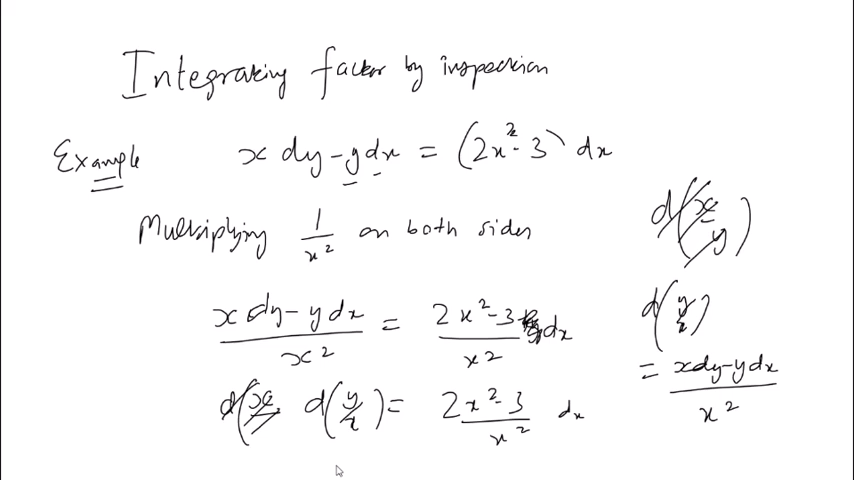 Integrating factor by inspection
Example x dy - y dx = (2x² - 3) dx
Multiplying 1/x² on both sides
d(x/y)
(x dy - y dx)/x² = (2x² - 3)/x² dx
d(y/x)
= (x dy - y dx)/x²
d(y/x) = (2x² - 3)/x² dx